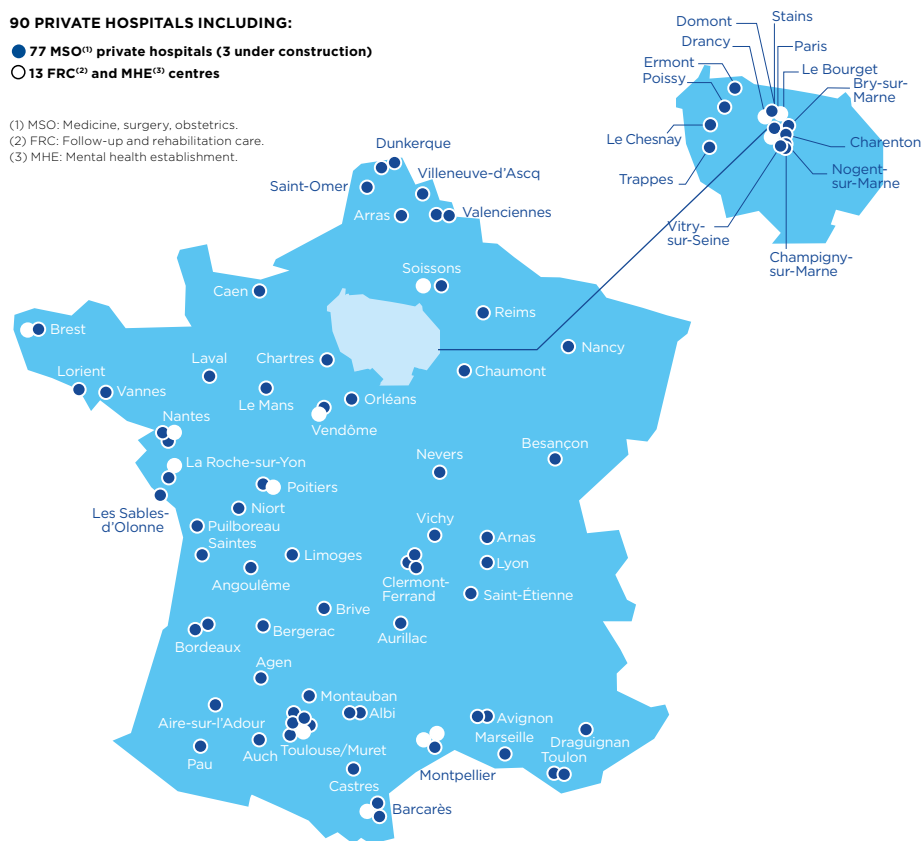 90 PRIVATE HOSPITALS INCLUDING:
77 MSO(1) private hospitals (3 under construction)
13 FRC(2) and MHE(3) centres
(1) MSO: Medicine, surgery, obstetrics.
(2) FRC: Follow-up and rehabilitation care.
(3) MHE: Mental health establishment.
Stains
Domont
Drancy
Paris
Ermont
Le Bourget
Poissy
Bry-sur-
Marne
Le Chesnay
Charenton
Trappes
Nogent-
sur-Marne
Vitry-
sur-Seine
Champigny-
sur-Marne
Dunkerque
Villeneuve-d'Ascq
Saint-Omer
Arras
Valenciennes
Soissons
Caen
Reims
Brest
Nancy
Laval
Chartres
Chaumont
Lorient
Vannes
Le Mans
Orléans
Nantes
Vendôme
Besançon
Nevers
La Roche-sur-Yon
Poitiers
Les Sables-
d'Olonne
Niort
Puilboreau
Vichy
Arnas
Saintes
Limoges
Lyon
Angoulême
Clermont-
Ferrand
Saint-Étienne
Brive
Bergerac
Aurillac
Bordeaux
Agen
Montauban
Albi
Aire-sur-l'Adour
Avignon
Marseille
Draguignan
Auch
Toulouse/Muret
Toulon
Pau
Montpellier
Castres
Barcarès